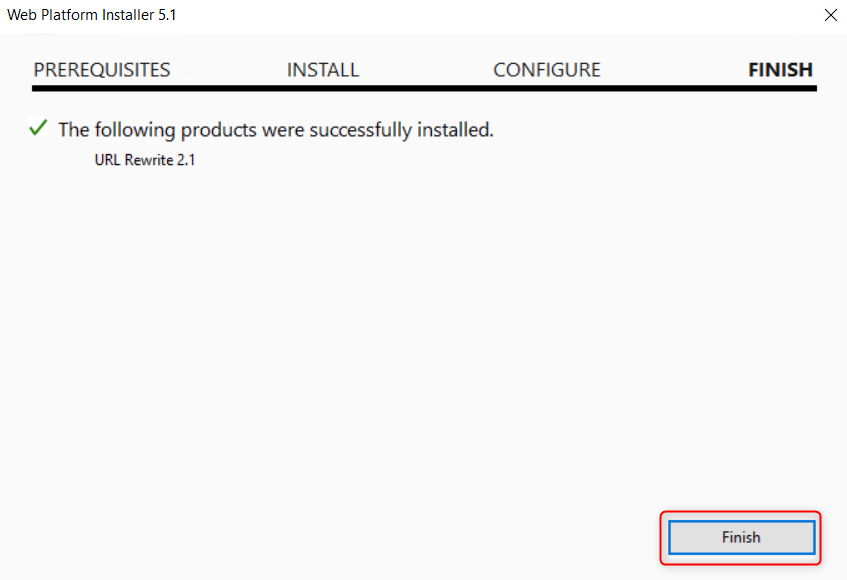 Web Platform Installer 5.1
PREREQUISITES INSTALL CONFIGURE FINISH
The following products were successfully installed.
URL Rewrite 2.1
Finish